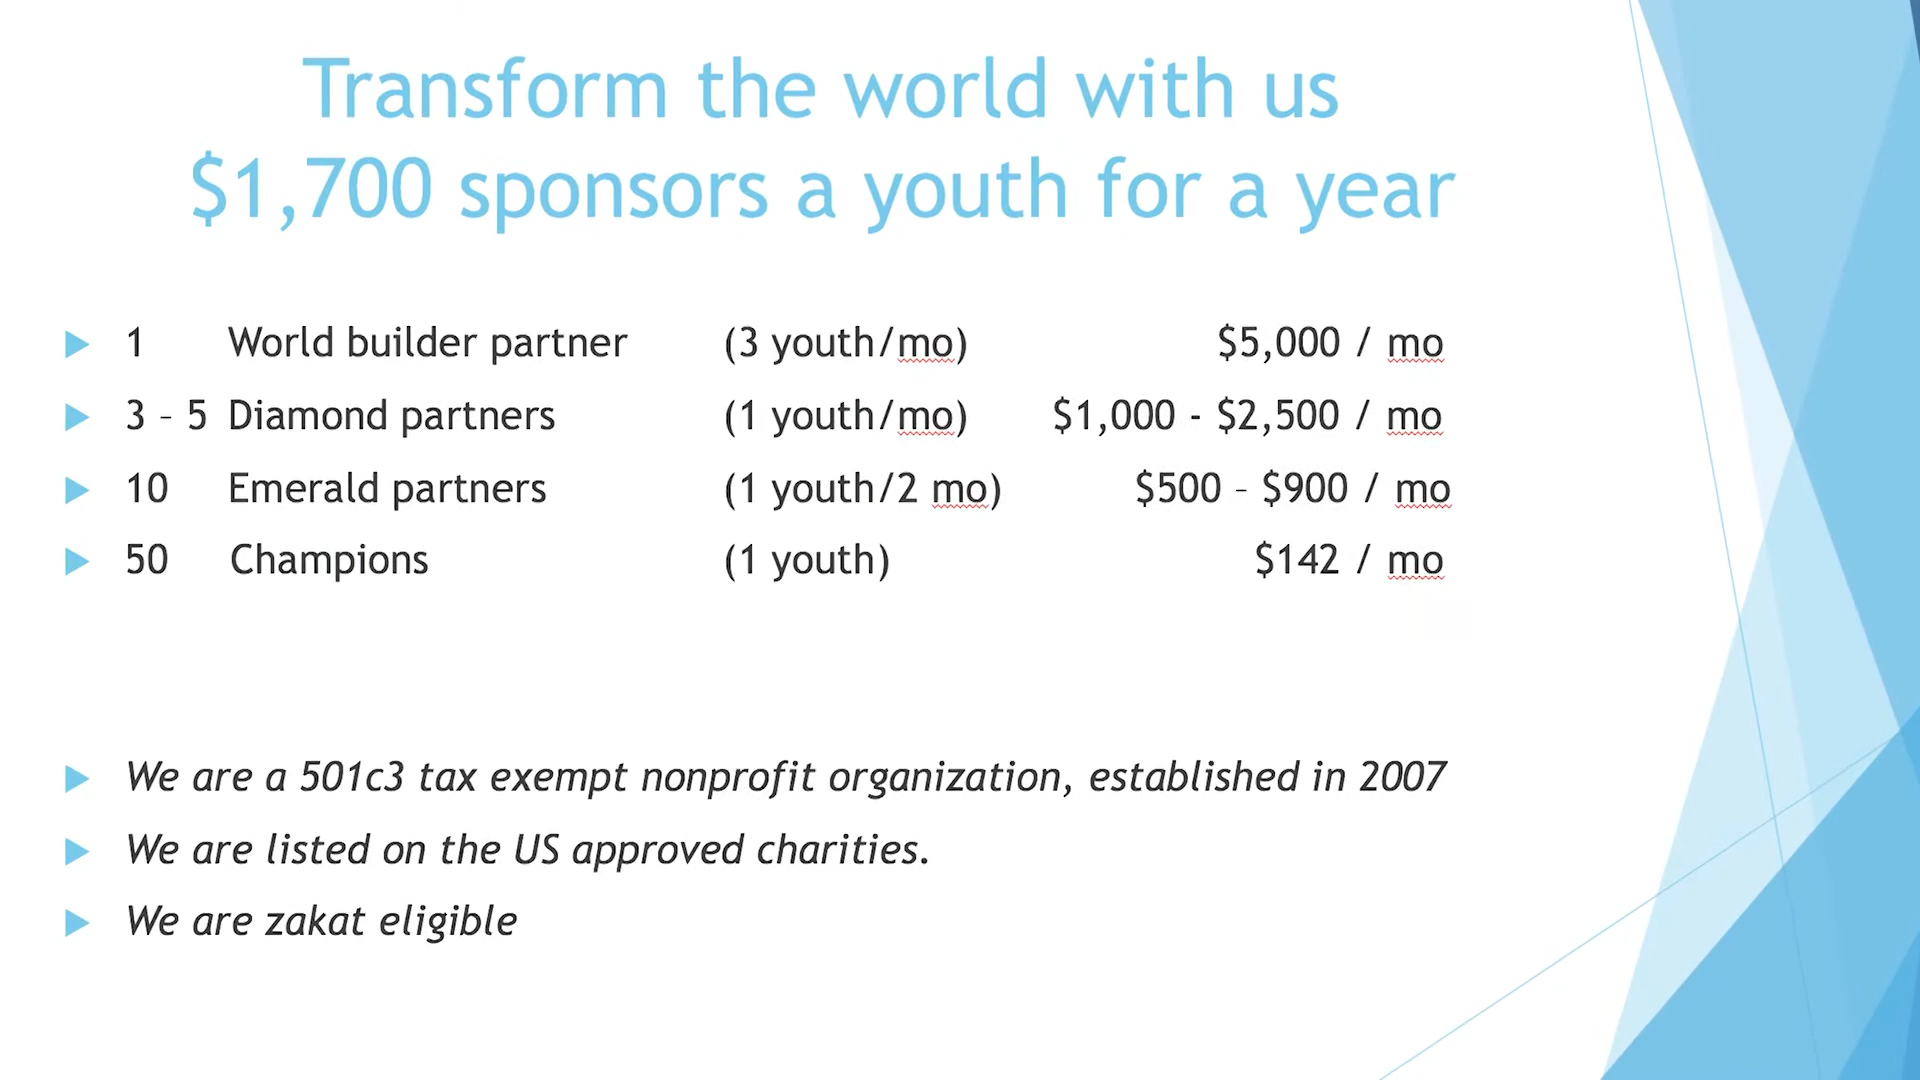 Transform the world with us
$1,700 sponsors a youth for a year
1 World builder partner (3 youth/mo) $5,000 / mo
3 – 5 Diamond partners (1 youth/mo) $1,000 - $2,500 / mo
10 Emerald partners (1 youth/2 mo) $500 – $900 / mo
50 Champions (1 youth) $142 / mo
We are a 501c3 tax exempt nonprofit organization, established in 2007
We are listed on the US approved charities.
We are zakat eligible